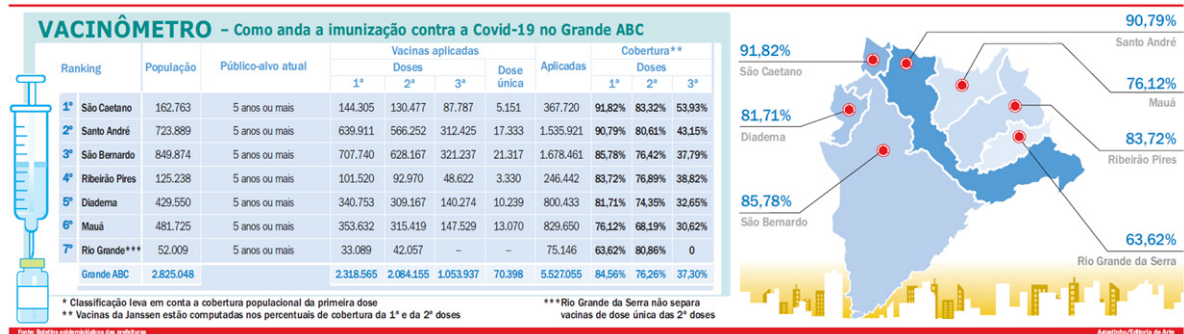 VACINÔMETRO – Como anda a imunização contra a Covid-19 no Grande ABC
Ranking População Público-alvo atual Vacinas aplicadas Aplicadas Cobertura**
Doses Dose única Doses
1ª 2ª 3ª 1ª 2ª 3ª
1º São Caetano 162.763 5 anos ou mais 144.305 130.477 87.787 5.151 367.720 91,82% 83,32% 53,93%
2º Santo André 723.889 5 anos ou mais 639.911 566.252 312.425 17.333 1.535.921 90,79% 80,61% 43,15%
3º São Bernardo 849.874 5 anos ou mais 707.740 628.167 321.237 21.317 1.678.461 85,78% 76,42% 37,79%
4º Ribeirão Pires 125.238 5 anos ou mais 101.520 92.970 48.622 3.330 246.442 83,72% 76,89% 38,82%
5º Diadema 429.550 5 anos ou mais 340.753 309.167 140.274 10.239 800.433 81,71% 74,35% 32,65%
6º Mauá 481.725 5 anos ou mais 353.632 315.419 147.529 13.070 829.650 76,12% 68,19% 30,62%
7º Rio Grande*** 52.009 5 anos ou mais 33.089 42.057 – – 75.146 63,62% 80,86% 0
Grande ABC 2.825.048 2.318.565 2.084.155 1.053.937 70.398 5.527.055 84,56% 76,26% 37,30%
* Classificação leva em conta a cobertura populacional da primeira dose
** Vacinas da Janssen estão computadas nos percentuais de cobertura da 1ª e da 2ª doses
***Rio Grande da Serra não separa
vacinas de dose única das 2ª doses
90,79%
Santo André
91,82%
São Caetano
76,12%
Mauá
81,71%
Diadema
83,72%
Ribeirão Pires
85,78%
São Bernardo
63,62%
Rio Grande da Serra
Fonte: Boletins epidemiológicos das prefeituras
Agostinho/Editoria de Arte